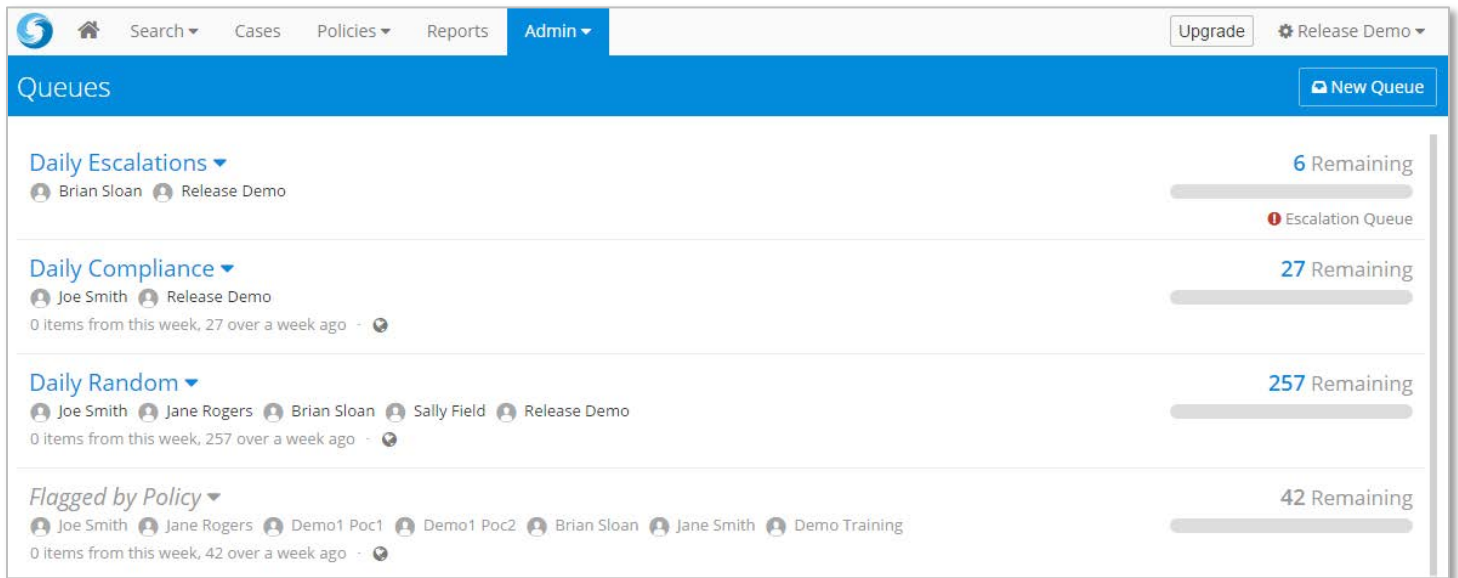 Search Cases Policies Reports Admin Upgrade Release Demo
Queues New Queue
Daily Escalations 6 Remaining
Brian Sloan Release Demo
Escalation Queue
Daily Compliance 27 Remaining
Joe Smith Release Demo
0 items from this week, 27 over a week ago ·
Daily Random 257 Remaining
Joe Smith Jane Rogers Brian Sloan Sally Field Release Demo
0 items from this week, 257 over a week ago ·
Flagged by Policy 42 Remaining
Joe Smith Jane Rogers Demo1 Poc1 Demo1 Poc2 Brian Sloan Jane Smith Demo Training
0 items from this week, 42 over a week ago ·